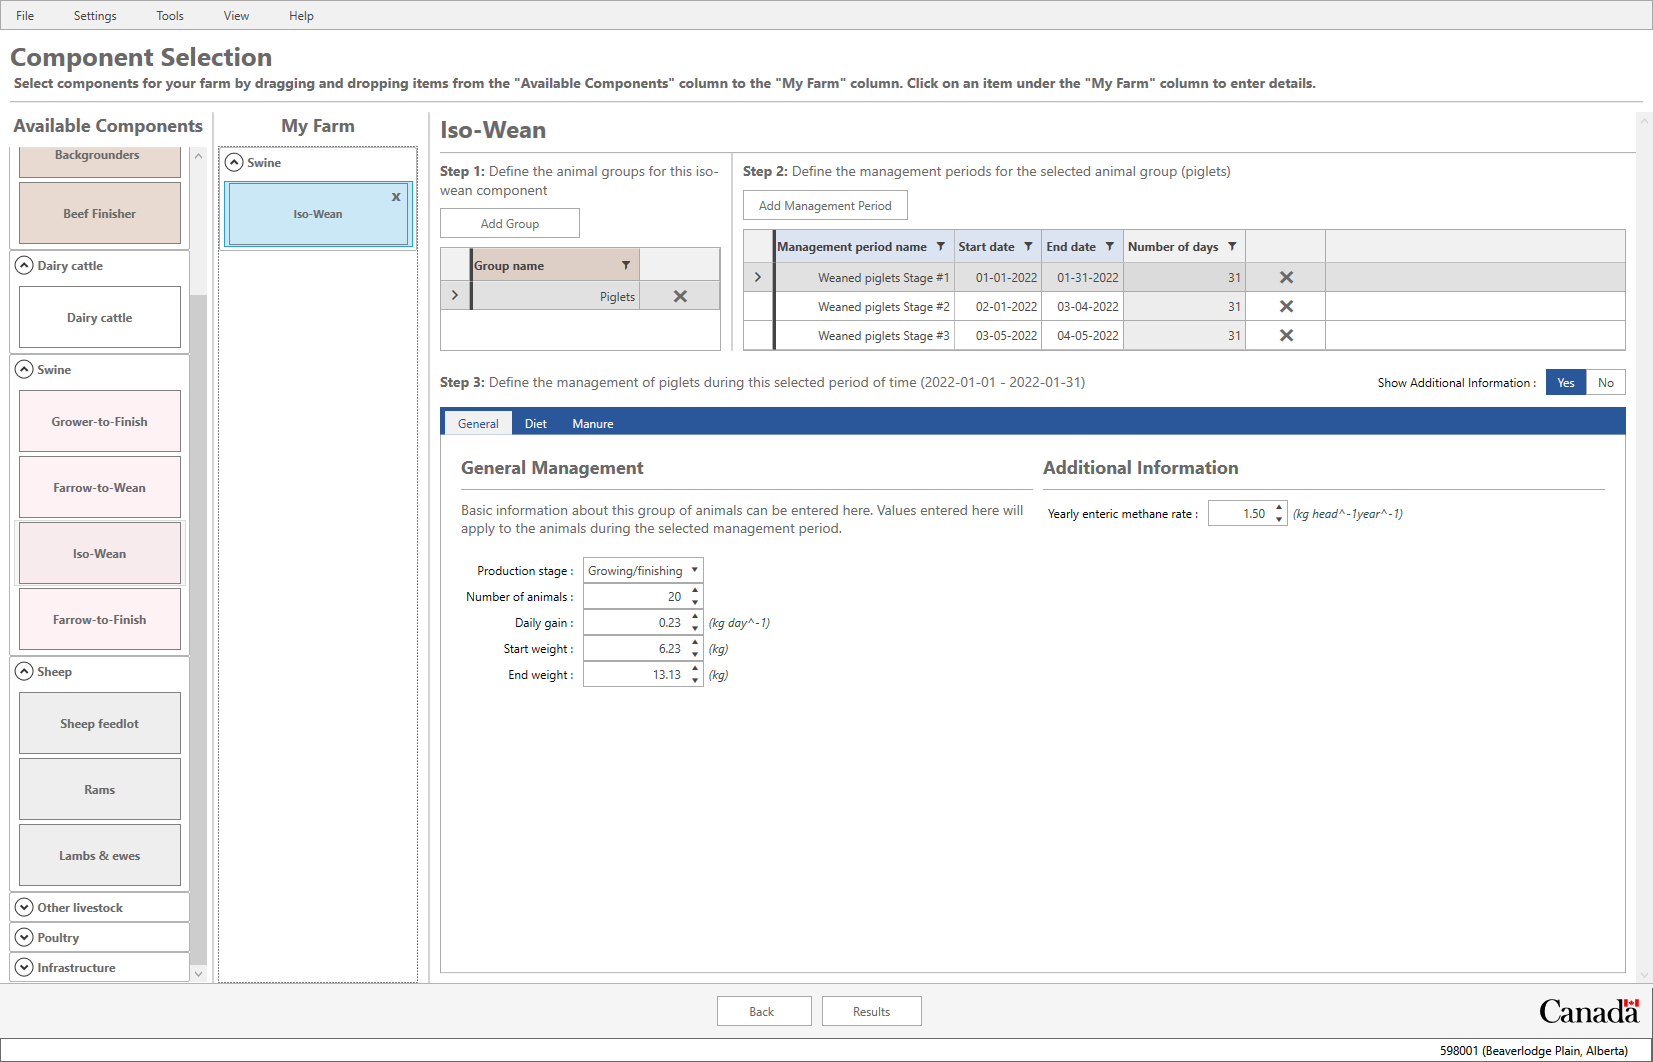 File Settings Tools View Help
Component Selection
Select components for your farm by dragging and dropping items from the "Available Components" column to the "My Farm" column. Click on an item under the "My Farm" column to enter details.
Available Components
Backgrounders
Beef Finisher
Dairy cattle
Dairy cattle
Swine
Grower-to-Finish
Farrow-to-Wean
Iso-Wean
Farrow-to-Finish
Sheep
Sheep feedlot
Rams
Lambs & ewes
Other livestock
Poultry
Infrastructure
My Farm
Swine
x
Iso-Wean
Iso-Wean
Step 1: Define the animal groups for this iso-
wean component
Add Group
Group name
Piglets
Step 2: Define the management periods for the selected animal group (piglets)
Add Management Period
Management period name Start date End date Number of days
Weaned piglets Stage #1 01-01-2022 01-31-2022 31
Weaned piglets Stage #2 02-01-2022 03-04-2022 31
Weaned piglets Stage #3 03-05-2022 04-05-2022 31
Step 3: Define the management of piglets during this selected period of time (2022-01-01 - 2022-01-31)
Show Additional Information : Yes No
General Diet Manure
General Management
Basic information about this group of animals can be entered here. Values entered here will
apply to the animals during the selected management period.
Production stage : Growing/finishing
Number of animals : 20
Daily gain : 0.23 (kg day^-1)
Start weight : 6.23 (kg)
End weight : 13.13 (kg)
Additional Information
Yearly enteric methane rate : 1.50 (kg head^-1year^-1)
Back Results
Canada
598001 (Beaverlodge Plain, Alberta)